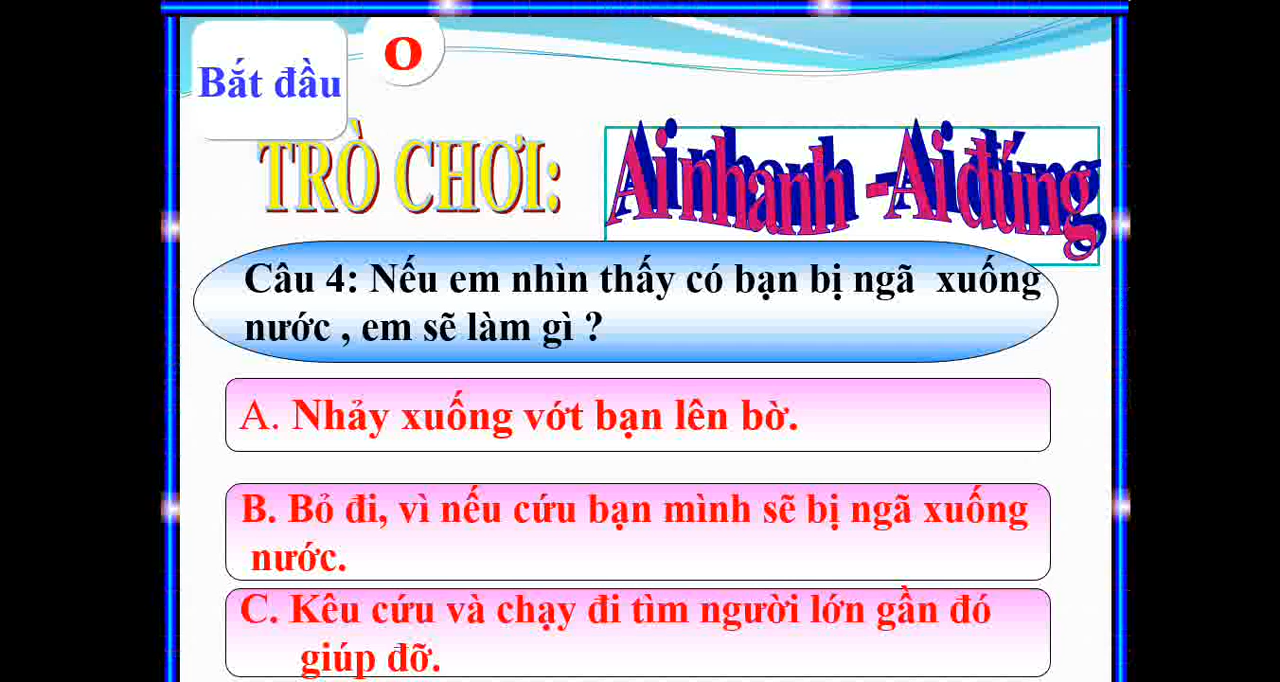 Bắt đầu
O
TRÒ CHƠI:
Ai nhanh - Ai đúng
Câu 4: Nếu em nhìn thấy có bạn bị ngã xuống
nước , em sẽ làm gì ?
A. Nhảy xuống vớt bạn lên bờ.
B. Bỏ đi, vì nếu cứu bạn mình sẽ bị ngã xuống
nước.
C. Kêu cứu và chạy đi tìm người lớn gần đó
giúp đỡ.